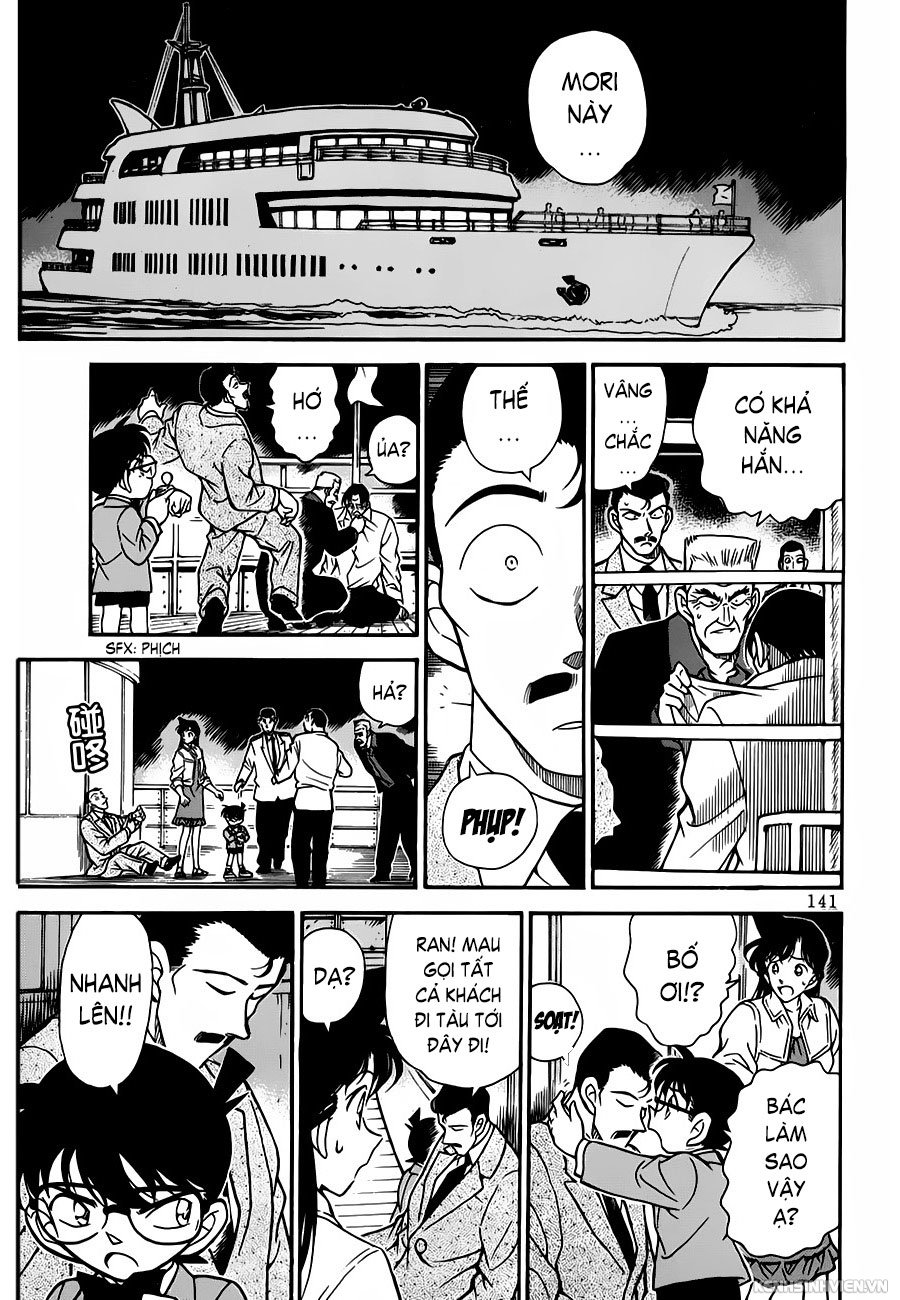 MORI
NÀY
...
CÓ KHẢ
NĂNG
HẮN...
VÂNG
...
CHẮC
...
THẾ
...
PHỤP!
HỚ
...
ỦA?
SFX: PHỊCH
HẢ?
碰咚
141
BỐ
ƠI!?
SOẠT!
BÁC
LÀM
SAO
VẬY
Ạ?
RAN! MAU
GỌI TẤT
CẢ KHÁCH
ĐI TÀU TỚI
ĐÂY ĐI!
DẠ?
NHANH
LÊN!!
KENHSINHVIEN.VN